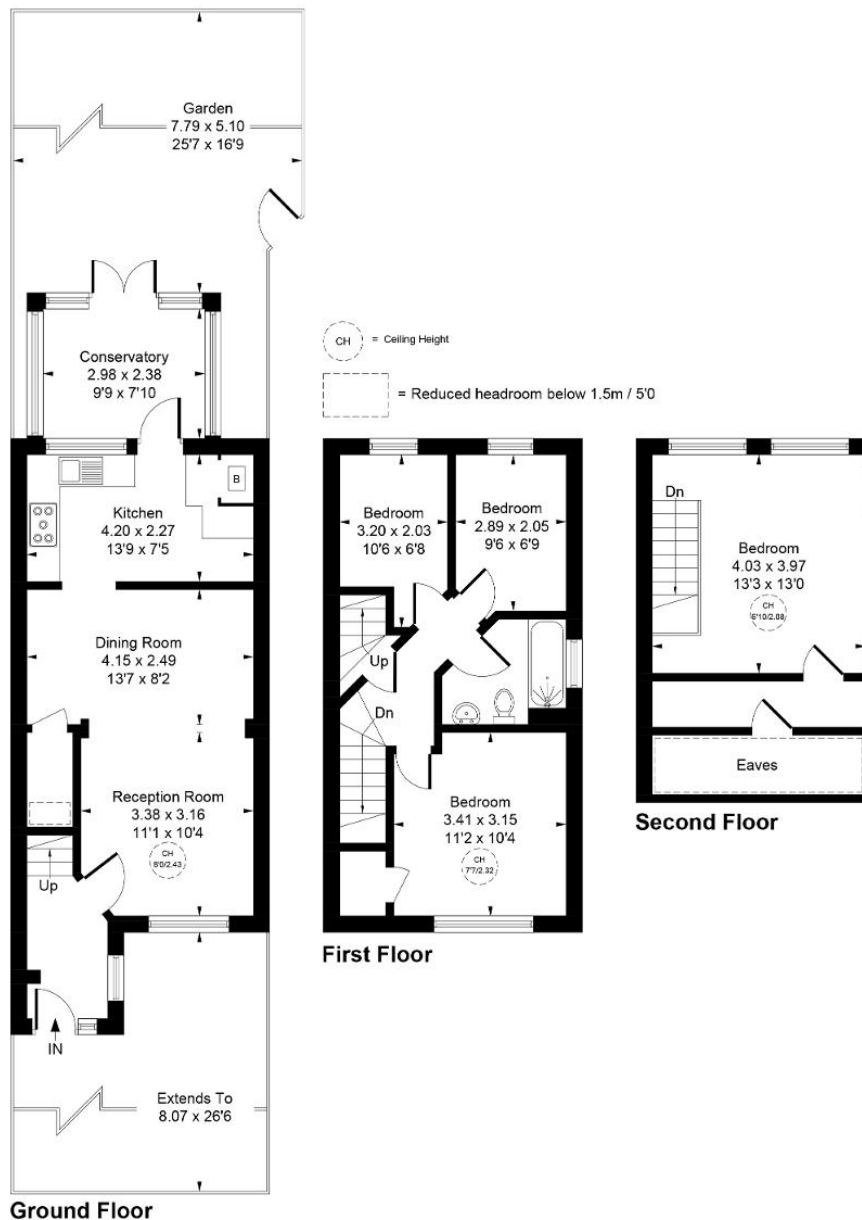 Garden
7.79 x 5.10
25'7 x 16'9
Conservatory
2.98 x 2.38
9'9 x 7'10
Kitchen
4.20 x 2.27
13'9 x 7'5
B
Dining Room
4.15 x 2.49
13'7 x 8'2
Reception Room
3.38 x 3.16
11'1 x 10'4
CH
8'0/2.43
Up
IN
Extends To
8.07 x 26'6
Ground Floor
CH = Ceiling Height
= Reduced headroom below 1.5m / 5'0
Bedroom
3.20 x 2.03
10'6 x 6'8
Bedroom
2.89 x 2.05
9'6 x 6'9
Up
Dn
Bedroom
3.41 x 3.15
11'2 x 10'4
CH
7'7/2.32
First Floor
Dn
Bedroom
4.03 x 3.97
13'3 x 13'0
CH
6'10/2.08
Eaves
Second Floor